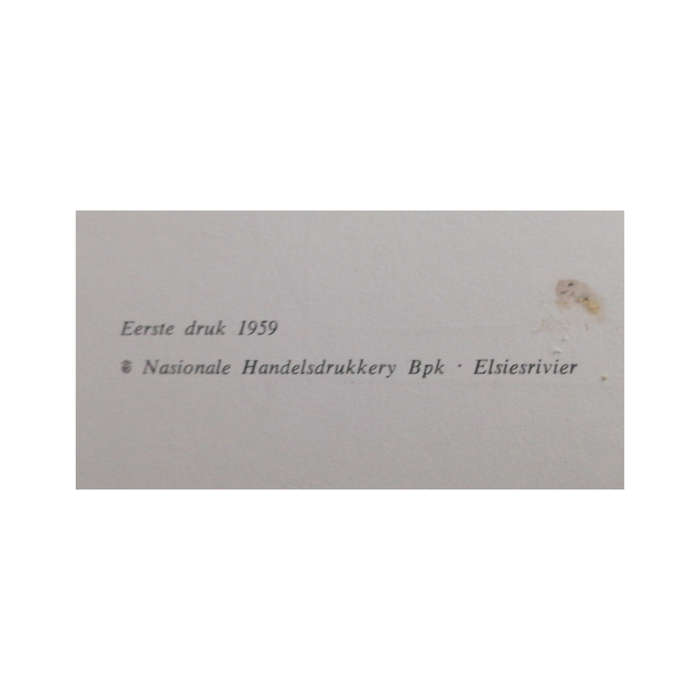 Eerste druk 1959
Nasionale Handelsdrukkery Bpk · Elsiesrivier